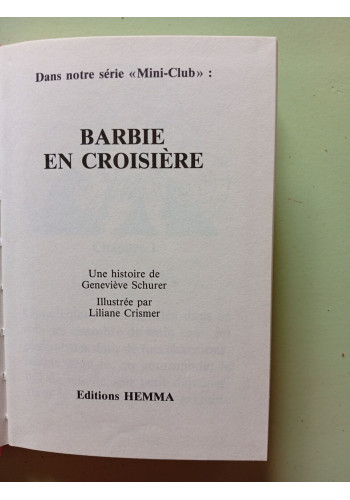 Dans notre série «Mini-Club» :
BARBIE
EN CROISIÈRE
Une histoire de
Geneviève Schurer
Illustrée par
Liliane Crismer
Editions HEMMA